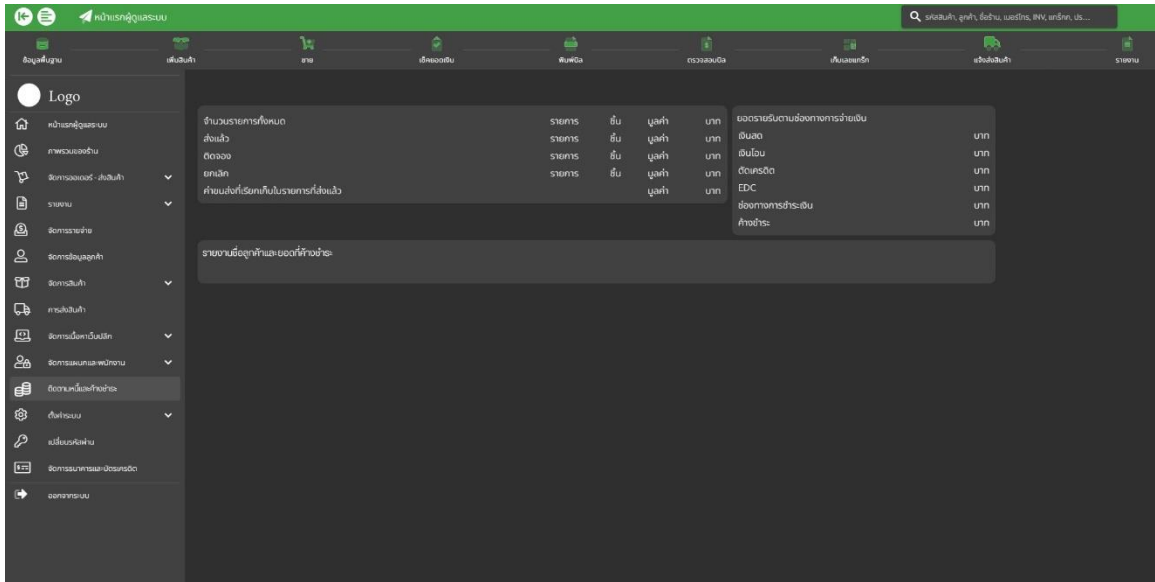 หน้าแรกผู้ดูแลระบบ
รหัสสินค้า, ลูกค้า, ชื่อร้าน, เบอร์โทร, INV, แทร็กก, ประ...
ข้อมูลพื้นฐาน เพิ่มสินค้า ขาย เช็คยอดเงิน พิมพ์บิล ตรวจสอบบิล เก็บเลขแทร็ก แจ้งส่งสินค้า รายงาน
Logo
หน้าแรกผู้ดูแลระบบ
ภาพรวมของร้าน
จัดการออเดอร์ - ส่งสินค้า
รายงาน
จัดการรายจ่าย
จัดการข้อมูลลูกค้า
จัดการสินค้า
การส่งสินค้า
จัดการเนื้อหาเว็บปลีก
จัดการแผนกและพนักงาน
ติดตามหนี้และค้างชำระ
ตั้งค่าระบบ
เปลี่ยนรหัสผ่าน
จัดการธนาคารและบัตรเครดิต
ออกจากระบบ
จำนวนรายการทั้งหมด รายการ ชิ้น มูลค่า บาท
ส่งแล้ว รายการ ชิ้น มูลค่า บาท
ติดจอง รายการ ชิ้น มูลค่า บาท
ยกเลิก รายการ ชิ้น มูลค่า บาท
ค่าขนส่งที่เรียกเก็บในรายการที่ส่งแล้ว มูลค่า บาท
ยอดรายรับตามช่องทางการจ่ายเงิน
เงินสด บาท
เงินโอน บาท
ตัดเครดิต บาท
EDC บาท
ช่องทางการชำระเงิน บาท
ค้างชำระ บาท
รายงานชื่อลูกค้าและยอดที่ค้างชำระ